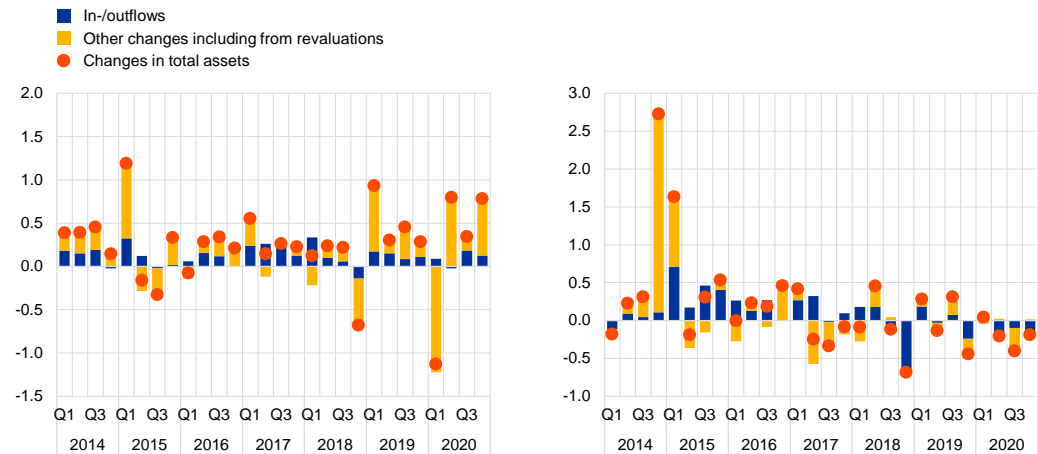 In-/outflows
Other changes including from revaluations
Changes in total assets
2.0
1.5
1.0
0.5
0.0
-0.5
-1.0
-1.5
Q1 Q3 Q1 Q3 Q1 Q3 Q1 Q3 Q1 Q3 Q1 Q3 Q1 Q3
2014 2015 2016 2017 2018 2019 2020
3.0
2.5
2.0
1.5
1.0
0.5
0.0
-0.5
-1.0
Q1 Q3 Q1 Q3 Q1 Q3 Q1 Q3 Q1 Q3 Q1 Q3 Q1 Q3
2014 2015 2016 2017 2018 2019 2020